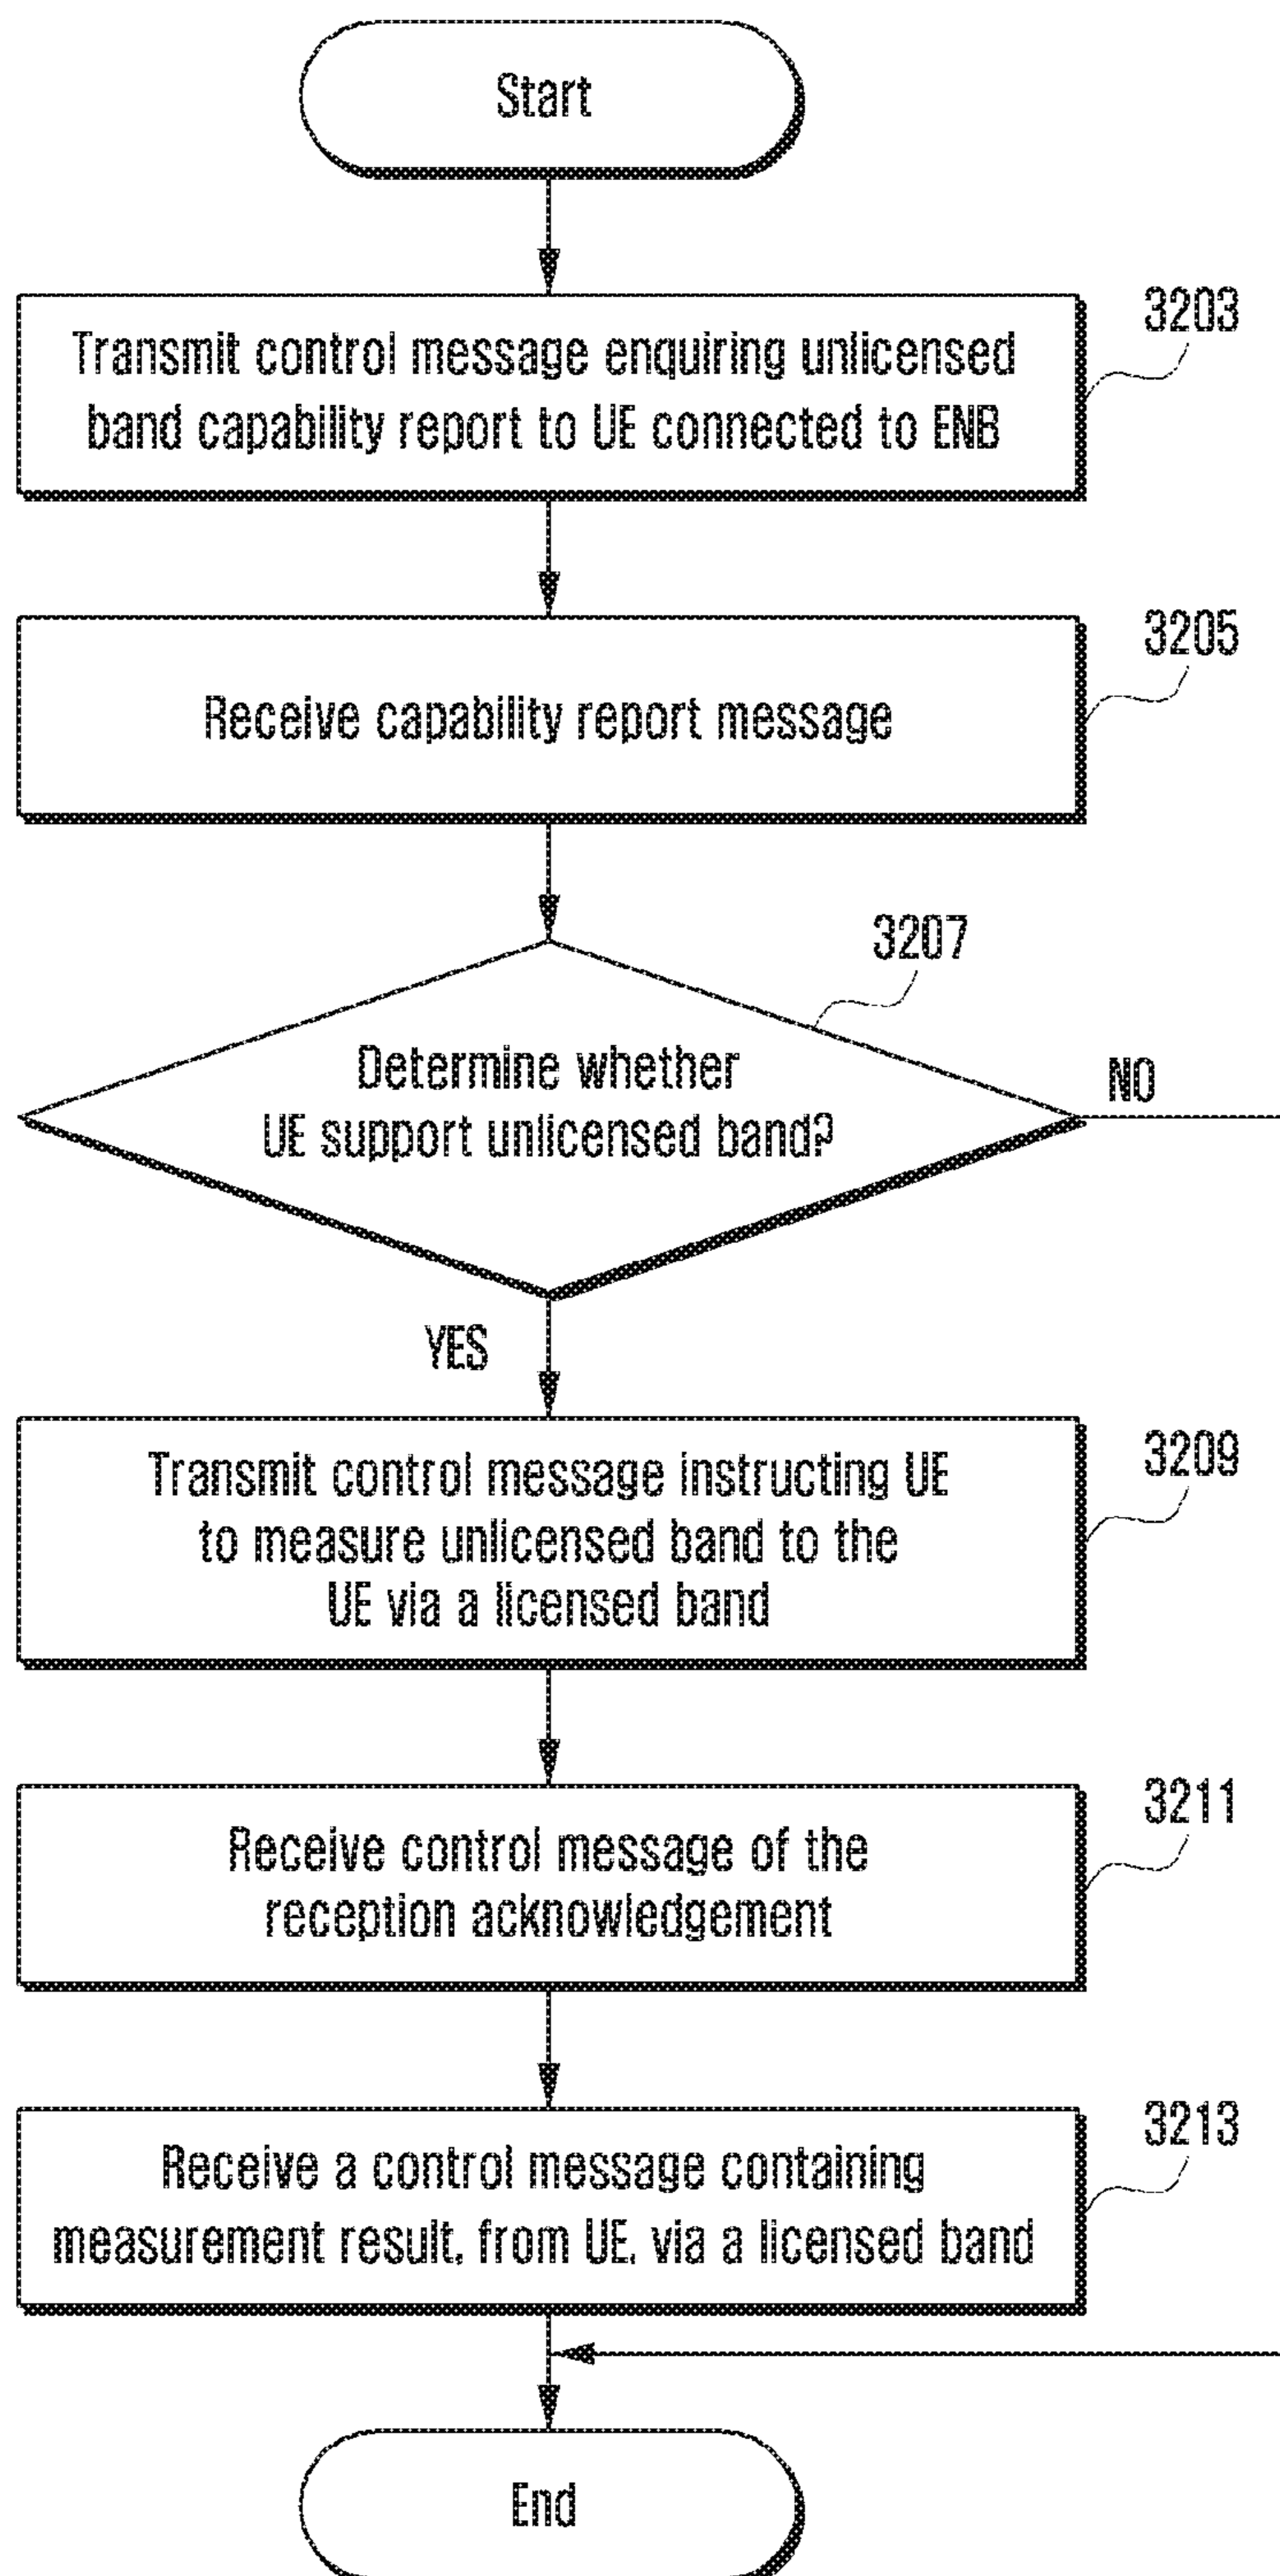 Start
3203
Transmit control message enquiring unlicensed
band capability report to UE connected to ENB
3205
Receive capability report message
3207
Determine whether
UE support unlicensed band?
NO
YES
3209
Transmit control message instructing UE
to measure unlicensed band to the
UE via a licensed band
3211
Receive control message of the
reception acknowledgement
3213
Receive a control message containing
measurement result, from UE, via a licensed band
End